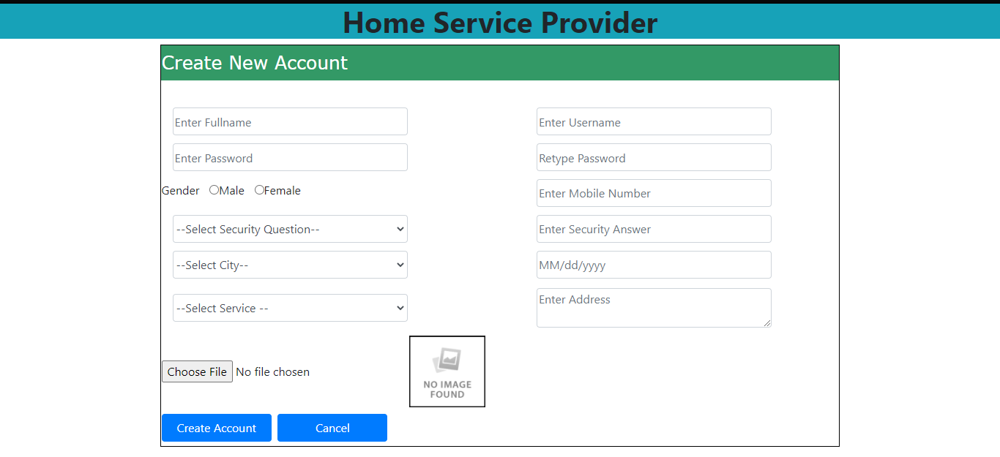 Home Service Provider
Create New Account
Enter Fullname Enter Username
Enter Password Retype Password
Gender Male Female Enter Mobile Number
--Select Security Question-- Enter Security Answer
--Select City-- MM/dd/yyyy
--Select Service -- Enter Address
Choose File No file chosen
NO IMAGE
FOUND
Create Account Cancel